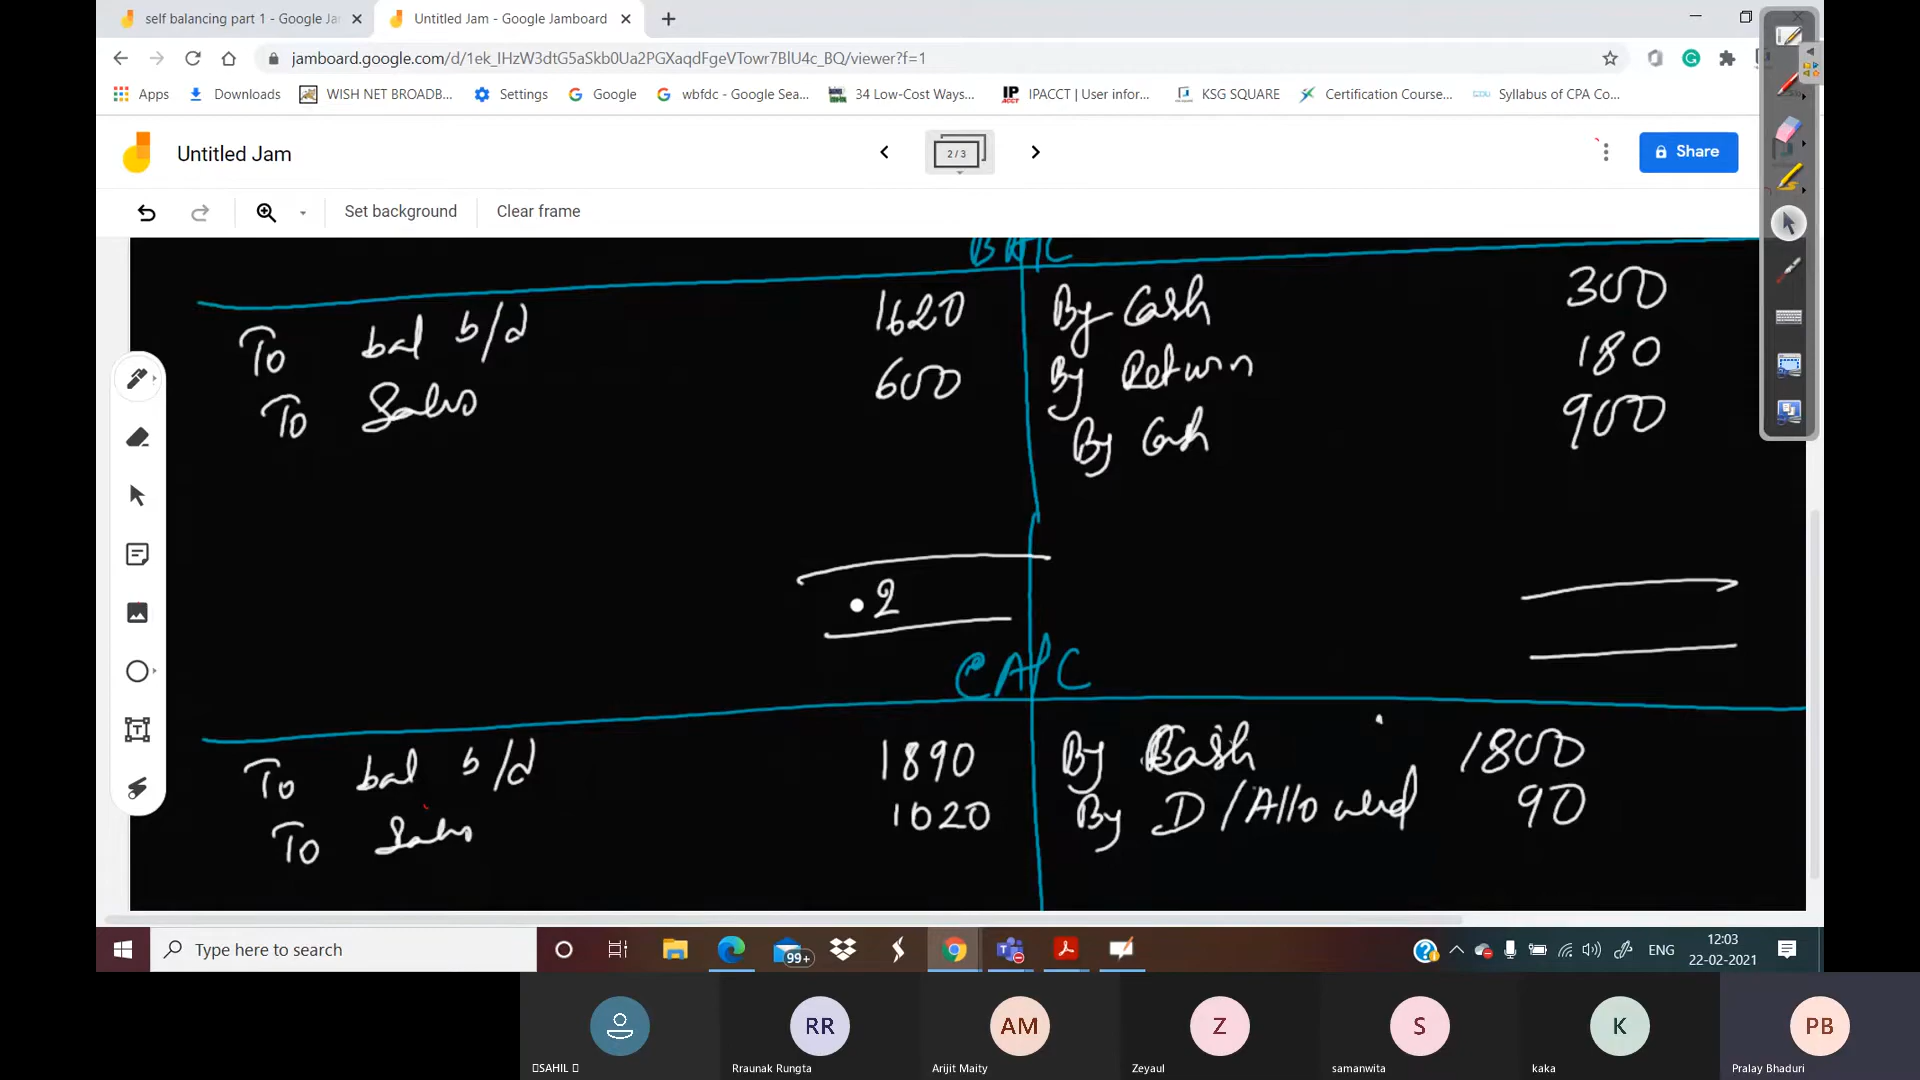 self balancing part 1 - Google Ja
Untitled Jam - Google Jamboard
jamboard.google.com/d/1ek_IHzW3dtG5aSkb0Ua2PGXaqdFgeVTowr7BlU4c_BQ/viewer?f=1
Apps Downloads WISH NET BROADB... Settings Google wbfdc - Google Sea... 34 Low-Cost Ways... IP ACCT IPACCT | User infor... KSG SQUARE Certification Course... Syllabus of CPA Co...
Untitled Jam
2 / 3
Share
Set background
Clear frame
B A/C
To bal b/d 1620 By Cash 300
To Sales 600 By Return 180
By Cash 900
2
C A/C
To bal b/d 1890 By Cash 1800
To Sales 1020 By D/Allowed 90
Type here to search
99+
ENG
12:03
22-02-2021
RR
AM
Z
S
K
PB
SAHIL
Rraunak Rungta
Arijit Maity
Zeyaul
samanwita
kaka
Pralay Bhaduri